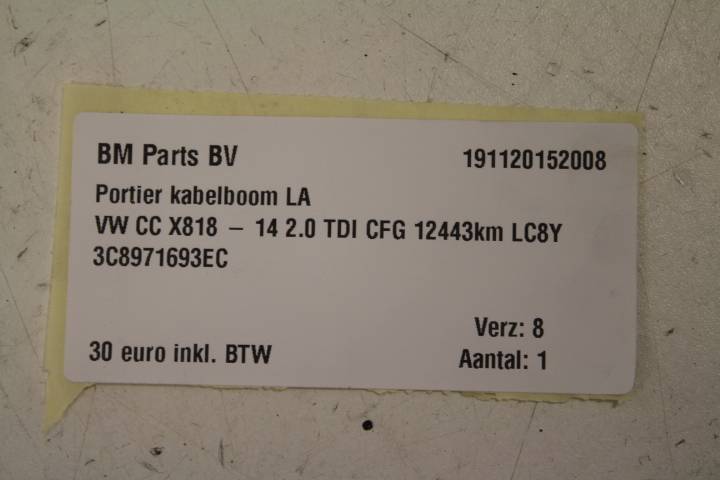 BM Parts BV 191120152008
Portier kabelboom LA
VW CC X818 – 14 2.0 TDI CFG 12443km LC8Y
3C8971693EC
Verz: 8
30 euro inkl. BTW Aantal: 1